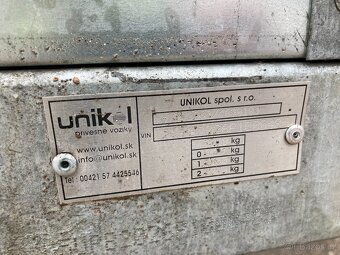 unikol
prívesné vozíky
www.unikol.sk
info@unikol.sk
Tel.: 00421 57 4425546
UNIKOL spol. s r.o.
VIN
kg
0 - kg
1 - kg
2 - kg